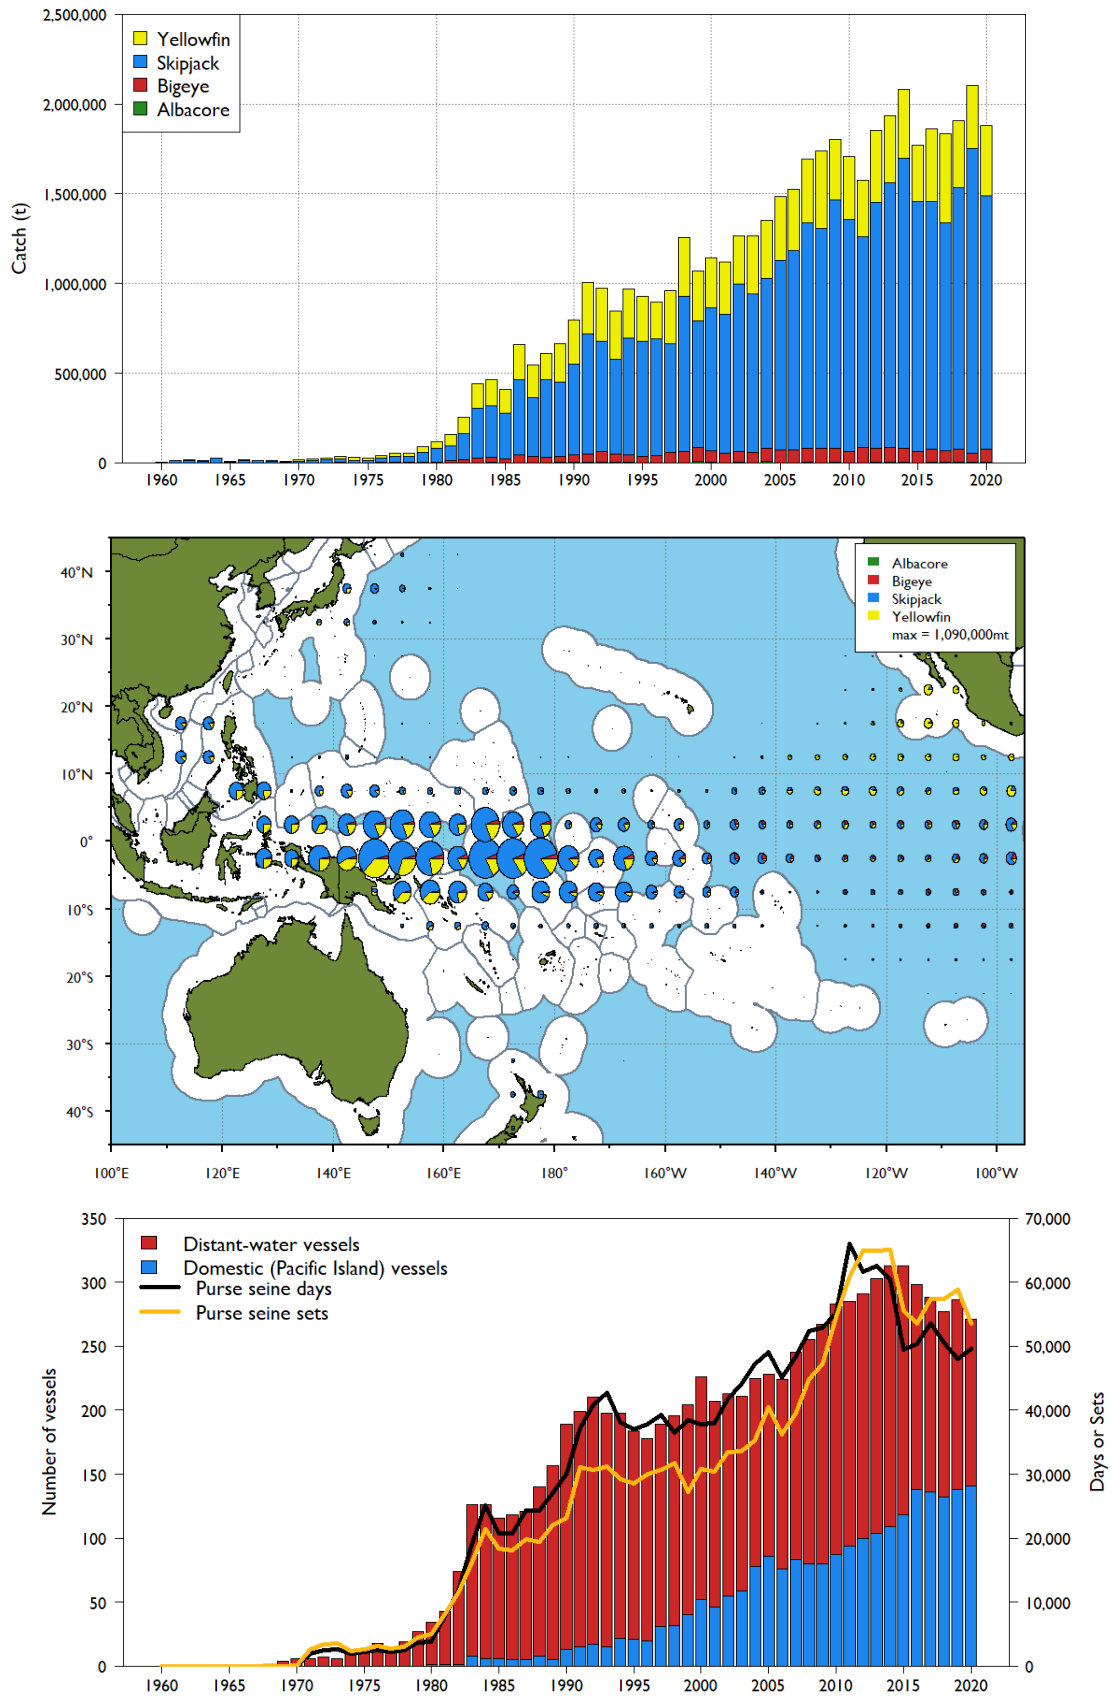 2,500,000
2,000,000
1,500,000
1,000,000
500,000
0
Catch (t)
Yellowfin
Skipjack
Bigeye
Albacore
1960 1965 1970 1975 1980 1985 1990 1995 2000 2005 2010 2015 2020
40°N
30°N
20°N
10°N
0°
10°S
20°S
30°S
40°S
Albacore
Bigeye
Skipjack
Yellowfin
max = 1,090,000mt
100°E 120°E 140°E 160°E 180° 160°W 140°W 120°W 100°W
350
300
250
200
150
100
50
0
Number of vessels
Distant-water vessels
Domestic (Pacific Island) vessels
Purse seine days
Purse seine sets
70,000
60,000
50,000
40,000
30,000
20,000
10,000
0
Days or Sets
1960 1965 1970 1975 1980 1985 1990 1995 2000 2005 2010 2015 2020